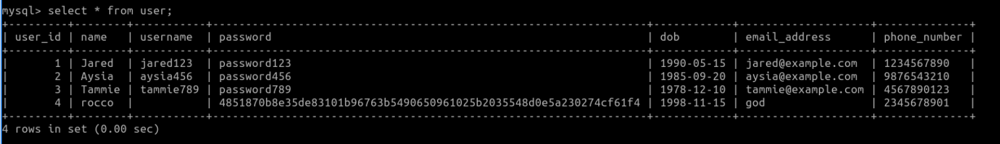 mysql> select * from user;
+---------+--------+-----------+------------------------------------------------------------------+------------+--------------------+--------------+
| user_id | name   | username  | password                                                         | dob        | email_address      | phone_number |
+---------+--------+-----------+------------------------------------------------------------------+------------+--------------------+--------------+
|       1 | Jared  | jared123  | password123                                                      | 1990-05-15 | jared@example.com  | 1234567890   |
|       2 | Aysia  | aysia456  | password456                                                      | 1985-09-20 | aysia@example.com  | 9876543210   |
|       3 | Tammie | tammie789 | password789                                                      | 1978-12-10 | tammie@example.com | 4567890123   |
|       4 | rocco  |           | 4851870b8e35de83101b96763b5490650961025b2035548d0e5a230274cf61f4 | 1998-11-15 | god                | 2345678901   |
+---------+--------+-----------+------------------------------------------------------------------+------------+--------------------+--------------+
4 rows in set (0.00 sec)